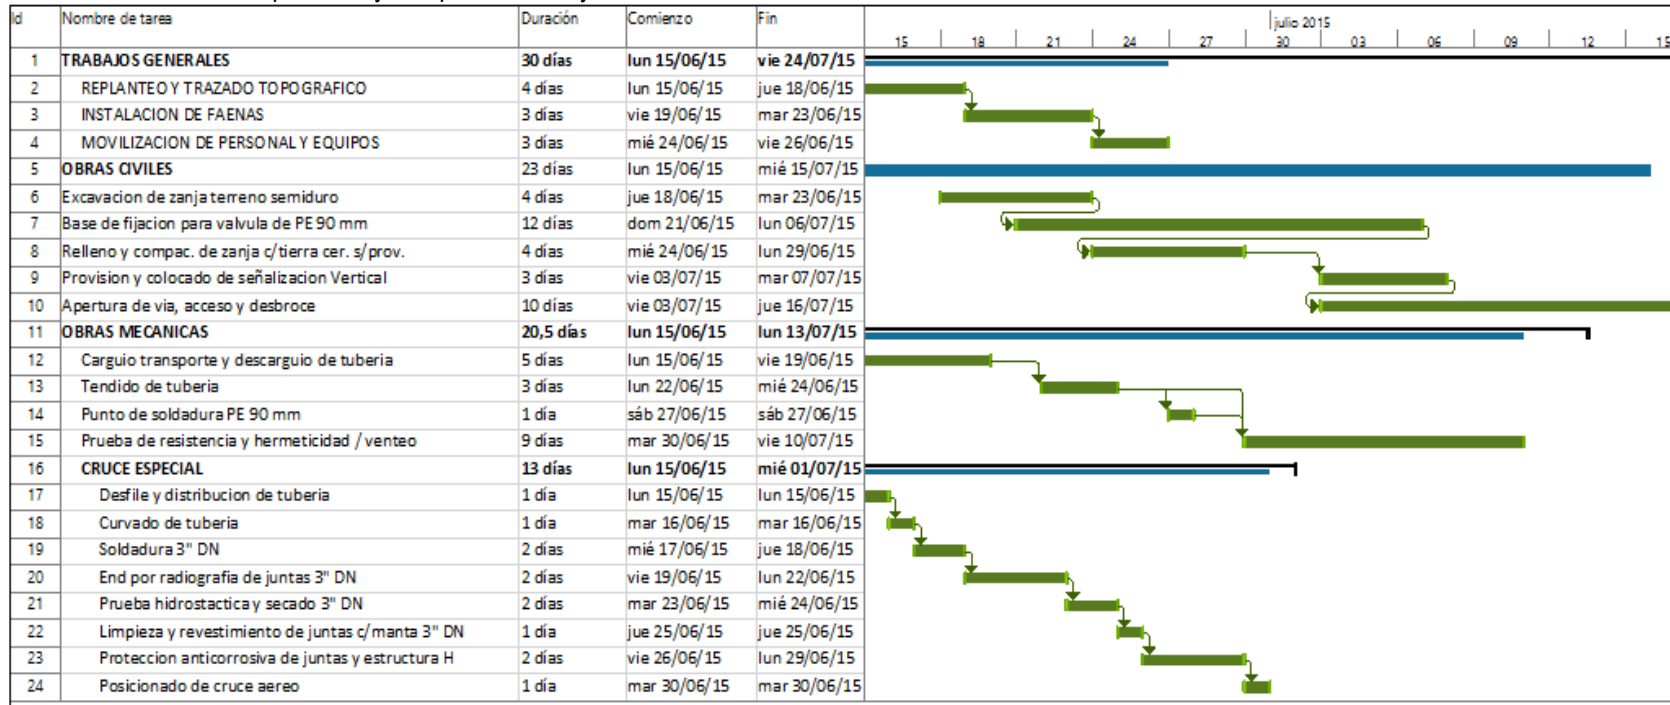 Id Nombre de tarea Duración Comienzo Fin julio 2015
15 18 21 24 27 30 03 06 09 12 15
1 TRABAJOS GENERALES 30 días lun 15/06/15 vie 24/07/15
2 REPLANTEO Y TRAZADO TOPOGRAFICO 4 días lun 15/06/15 jue 18/06/15
3 INSTALACION DE FAENAS 3 días vie 19/06/15 mar 23/06/15
4 MOVILIZACION DE PERSONAL Y EQUIPOS 3 días mié 24/06/15 vie 26/06/15
5 OBRAS CIVILES 23 días lun 15/06/15 mié 15/07/15
6 Excavacion de zanja terreno semiduro 4 días jue 18/06/15 mar 23/06/15
7 Base de fijacion para valvula de PE 90 mm 12 días dom 21/06/15 lun 06/07/15
8 Relleno y compac. de zanja c/tierra cer. s/prov. 4 días mié 24/06/15 lun 29/06/15
9 Provision y colocado de señalizacion Vertical 3 días vie 03/07/15 mar 07/07/15
10 Apertura de via, acceso y desbroce 10 días vie 03/07/15 jue 16/07/15
11 OBRAS MECANICAS 20,5 días lun 15/06/15 lun 13/07/15
12 Carguio transporte y descarguio de tuberia 5 días lun 15/06/15 vie 19/06/15
13 Tendido de tuberia 3 días lun 22/06/15 mié 24/06/15
14 Punto de soldadura PE 90 mm 1 día sáb 27/06/15 sáb 27/06/15
15 Prueba de resistencia y hermeticidad / venteo 9 días mar 30/06/15 vie 10/07/15
16 CRUCE ESPECIAL 13 días lun 15/06/15 mié 01/07/15
17 Desfile y distribucion de tuberia 1 día lun 15/06/15 lun 15/06/15
18 Curvado de tuberia 1 día mar 16/06/15 mar 16/06/15
19 Soldadura 3" DN 2 días mié 17/06/15 jue 18/06/15
20 End por radiografia de juntas 3" DN 2 días vie 19/06/15 lun 22/06/15
21 Prueba hidrostactica y secado 3" DN 2 días mar 23/06/15 mié 24/06/15
22 Limpieza y revestimiento de juntas c/manta 3" DN 1 día jue 25/06/15 jue 25/06/15
23 Proteccion anticorrosiva de juntas y estructura H 2 días vie 26/06/15 lun 29/06/15
24 Posicionado de cruce aereo 1 día mar 30/06/15 mar 30/06/15